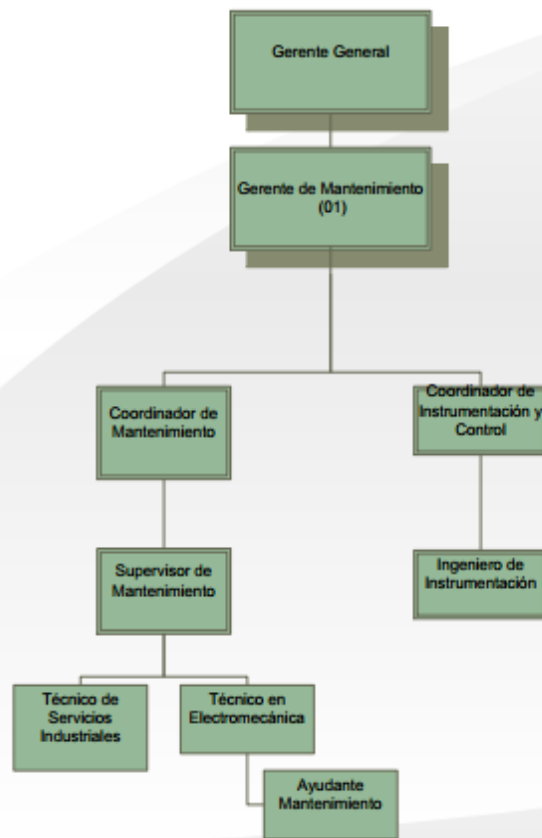 Gerente General
Gerente de Mantenimiento
(01)
Coordinador de
Mantenimiento
Coordinador de
Instrumentación y
Control
Supervisor de
Mantenimiento
Ingeniero de
Instrumentación
Técnico de
Servicios
Industriales
Técnico en
Electromecánica
Ayudante
Mantenimiento